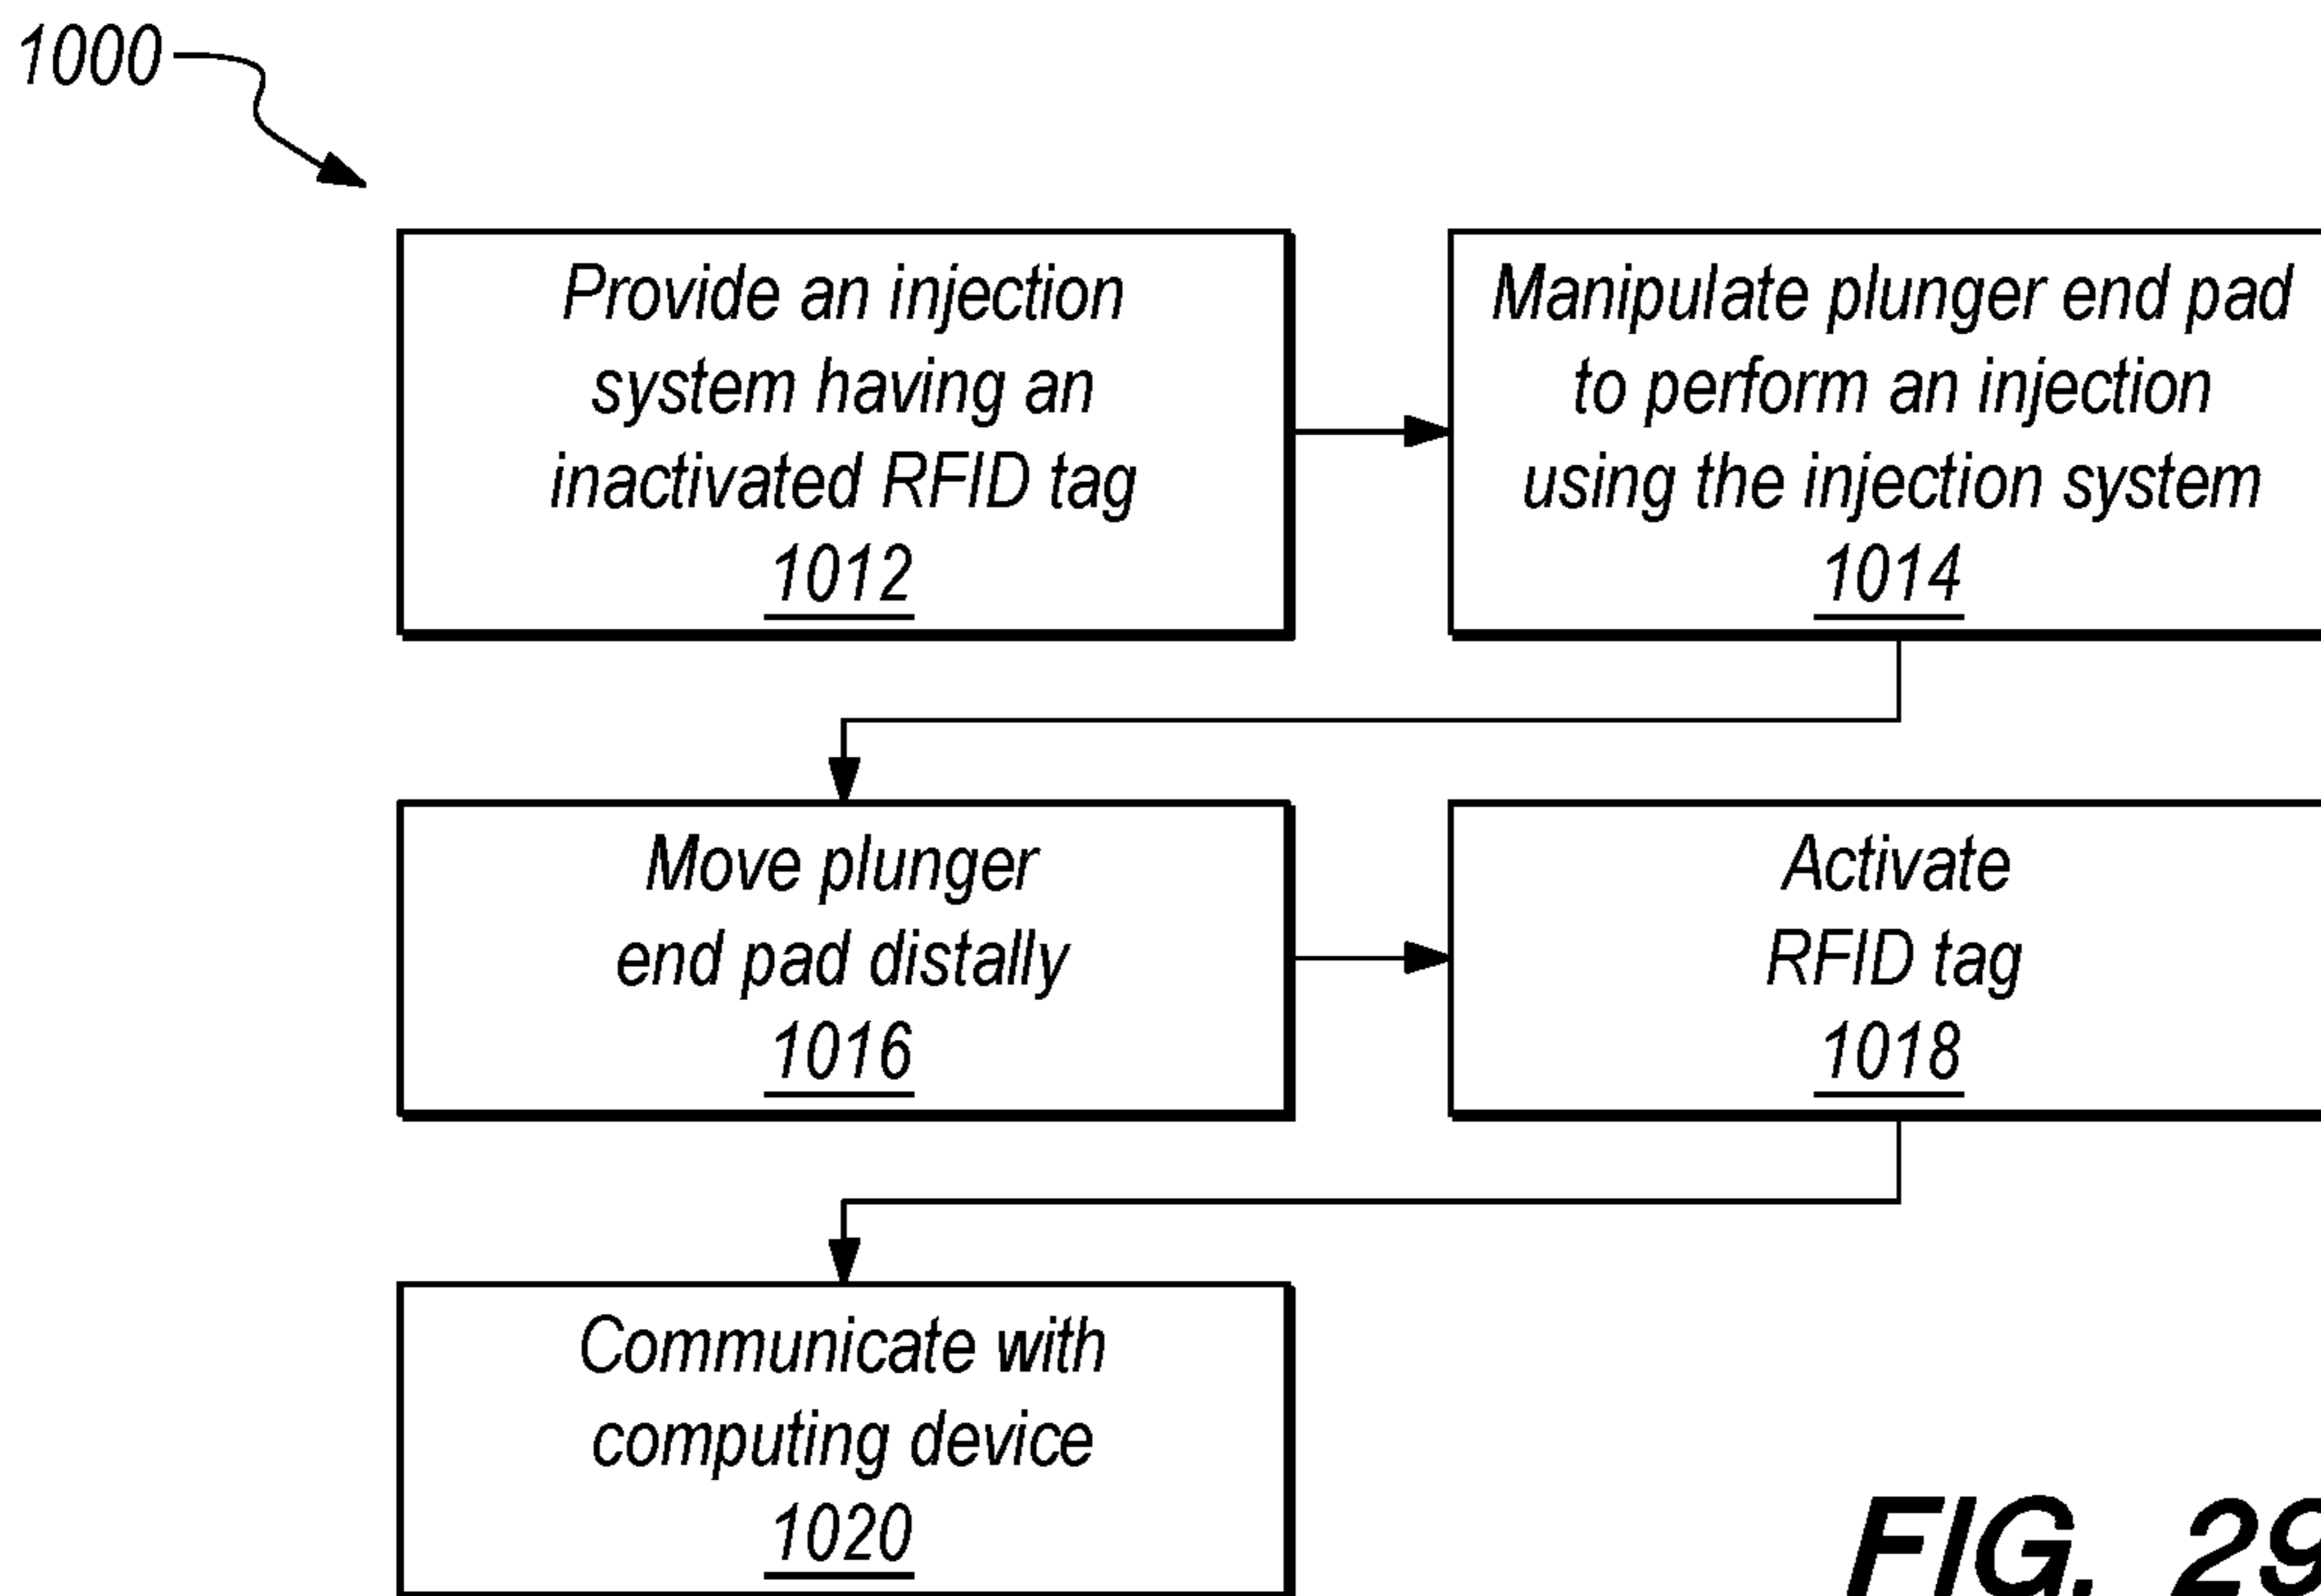 1000
Provide an injection
system having an
inactivated RFID tag
1012
Manipulate plunger end pad
to perform an injection
using the injection system
1014
Move plunger
end pad distally
1016
Activate
RFID tag
1018
Communicate with
computing device
1020
FIG. 29